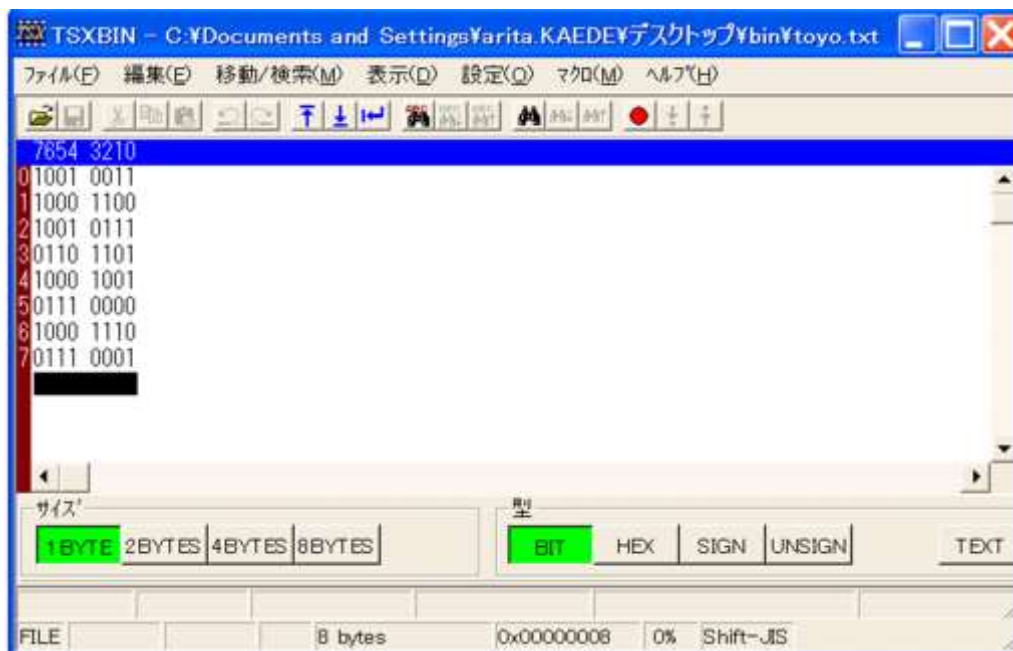 TSXBIN - C:¥Documents and Settings¥arita.KAEDE¥デスクトップ¥bin¥toyo.txt
ファイル(F) 編集(E) 移動/検索(M) 表示(D) 設定(O) マクロ(M) ヘルプ(H)
7654 3210
0 1001 0011
1 1000 1100
2 1001 0111
3 0110 1101
4 1000 1001
5 0111 0000
6 1000 1110
7 0111 0001
サイズ 型
1BYTE 2BYTES 4BYTES 8BYTES BIT HEX SIGN UNSIGN TEXT
FILE 8 bytes 0x00000008 0% Shift-JIS